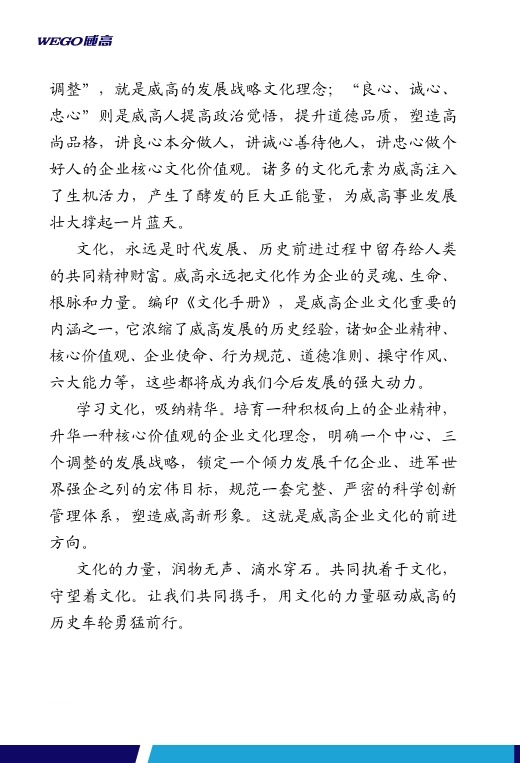 WEGO威高
调整”，就是威高的发展战略文化理念；“良心、诚心、
忠心”则是威高人提高政治觉悟，提升道德品质，塑造高
尚品格，讲良心本分做人，讲诚心善待他人，讲忠心做个
好人的企业核心文化价值观。诸多的文化元素为威高注入
了生机活力，产生了酵发的巨大正能量，为威高事业发展
壮大撑起一片蓝天。
文化，永远是时代发展、历史前进过程中留存给人类
的共同精神财富。威高永远把文化作为企业的灵魂、生命、
根脉和力量。编印《文化手册》，是威高企业文化重要的
内涵之一，它浓缩了威高发展的历史经验，诸如企业精神、
核心价值观、企业使命、行为规范、道德准则、操守作风、
六大能力等，这些都将成为我们今后发展的强大动力。
学习文化，吸纳精华。培育一种积极向上的企业精神，
升华一种核心价值观的企业文化理念，明确一个中心、三
个调整的发展战略，锁定一个倾力发展千亿企业、进军世
界强企之列的宏伟目标，规范一套完整、严密的科学创新
管理体系，塑造威高新形象。这就是威高企业文化的前进
方向。
文化的力量，润物无声、滴水穿石。共同执着于文化，
守望着文化。让我们共同携手，用文化的力量驱动威高的
历史车轮勇猛前行。